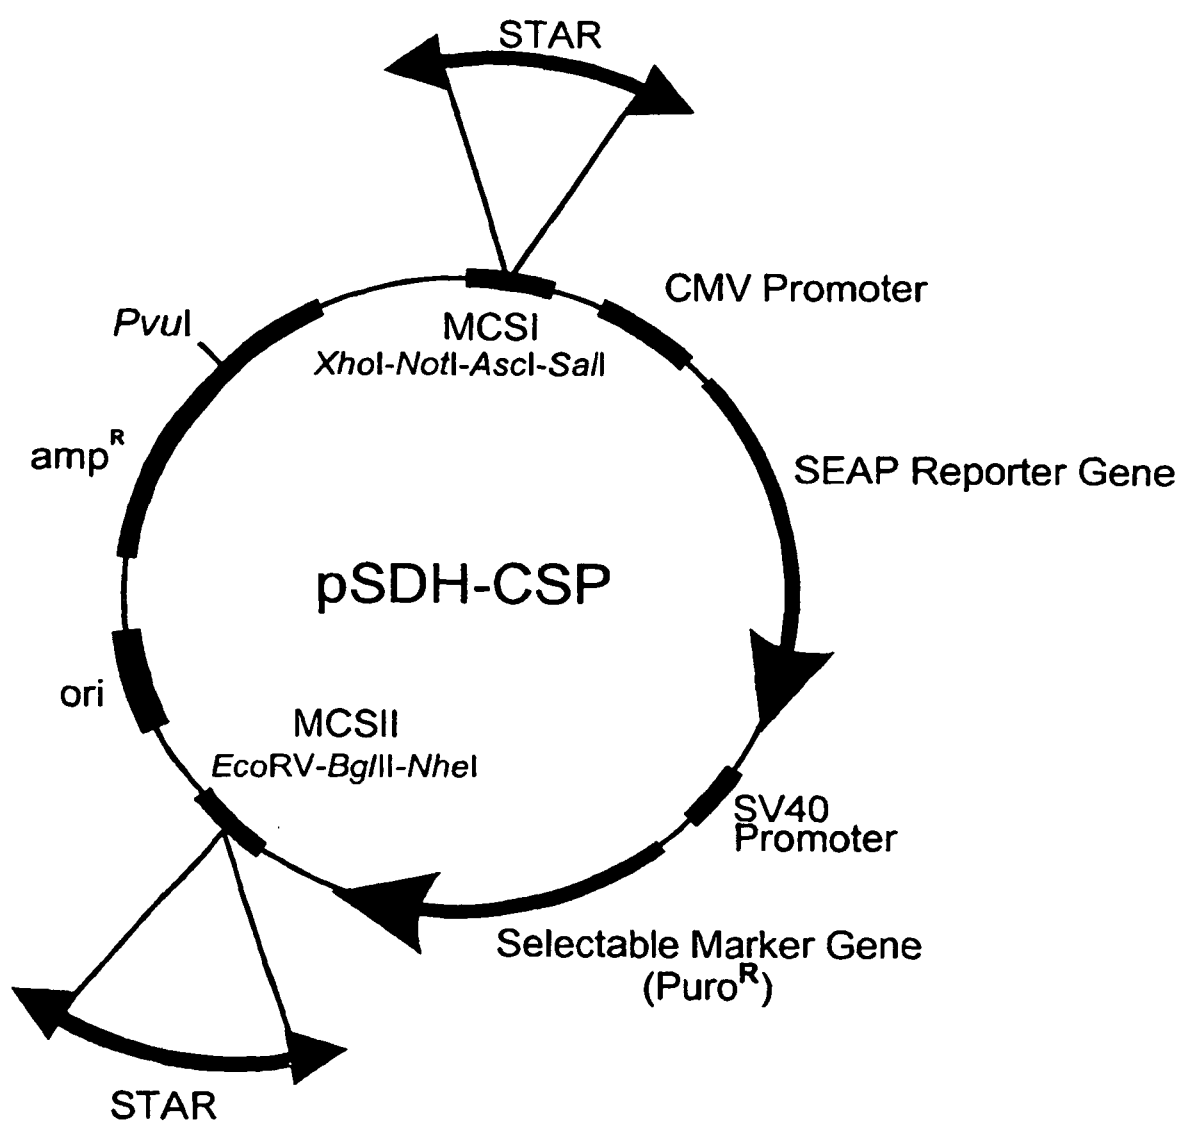 STAR
CMV Promoter
PvuI
MCSI
XhoI-NotI-AscI-SalI
amp^R
SEAP Reporter Gene
pSDH-CSP
ori
MCSII
EcoRV-BglII-NheI
SV40
Promoter
Selectable Marker Gene
(Puro^R)
STAR